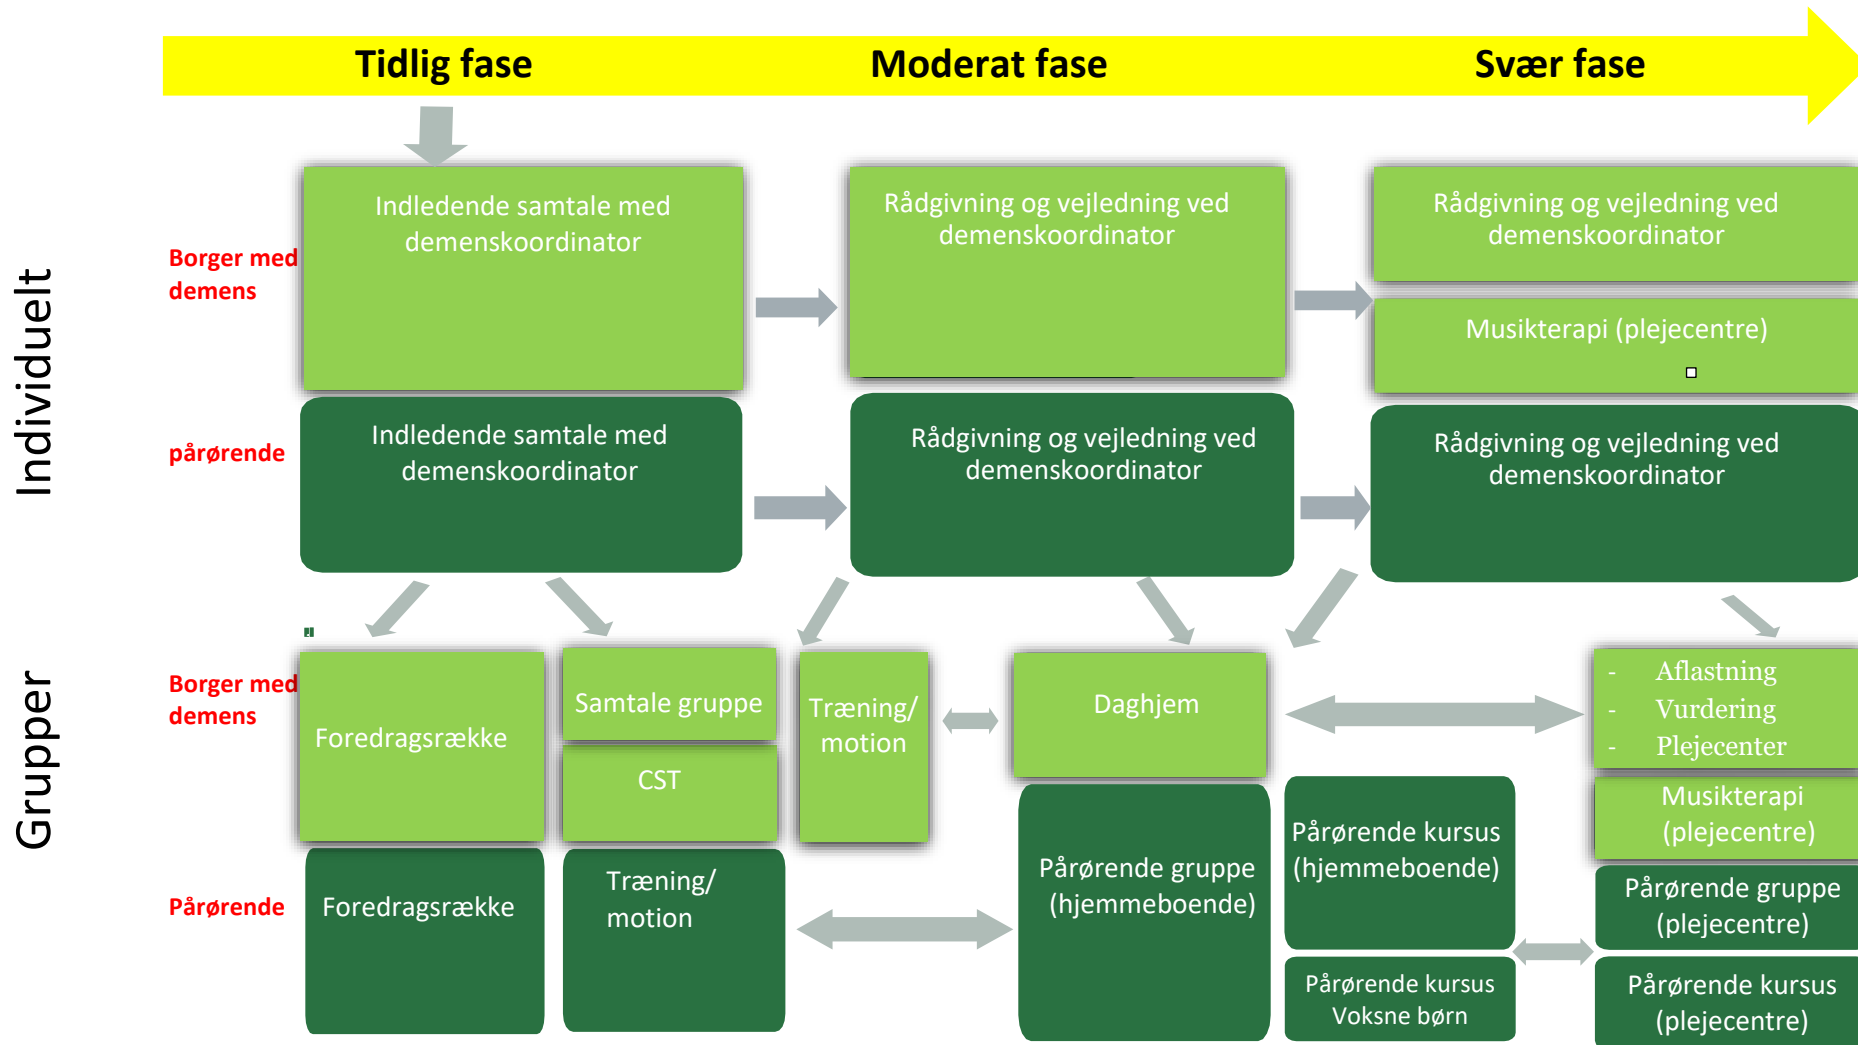 Tidlig fase
Moderat fase
Svær fase
Individuelt
Borger med
demens
Indledende samtale med
demenskoordinator
Rådgivning og vejledning ved
demenskoordinator
Rådgivning og vejledning ved
demenskoordinator
Musikterapi (plejecentre)
pårørende
Indledende samtale med
demenskoordinator
Rådgivning og vejledning ved
demenskoordinator
Rådgivning og vejledning ved
demenskoordinator
Grupper
Borger med
demens
Foredragsrække
Samtale gruppe
CST
Træning/
motion
Daghjem
- Aflastning
- Vurdering
- Plejecenter
Musikterapi
(plejecentre)
Pårørende
Foredragsrække
Træning/
motion
Pårørende gruppe
(hjemmeboende)
Pårørende kursus
(hjemmeboende)
Pårørende kursus
Voksne børn
Pårørende gruppe
(plejecentre)
Pårørende kursus
(plejecentre)